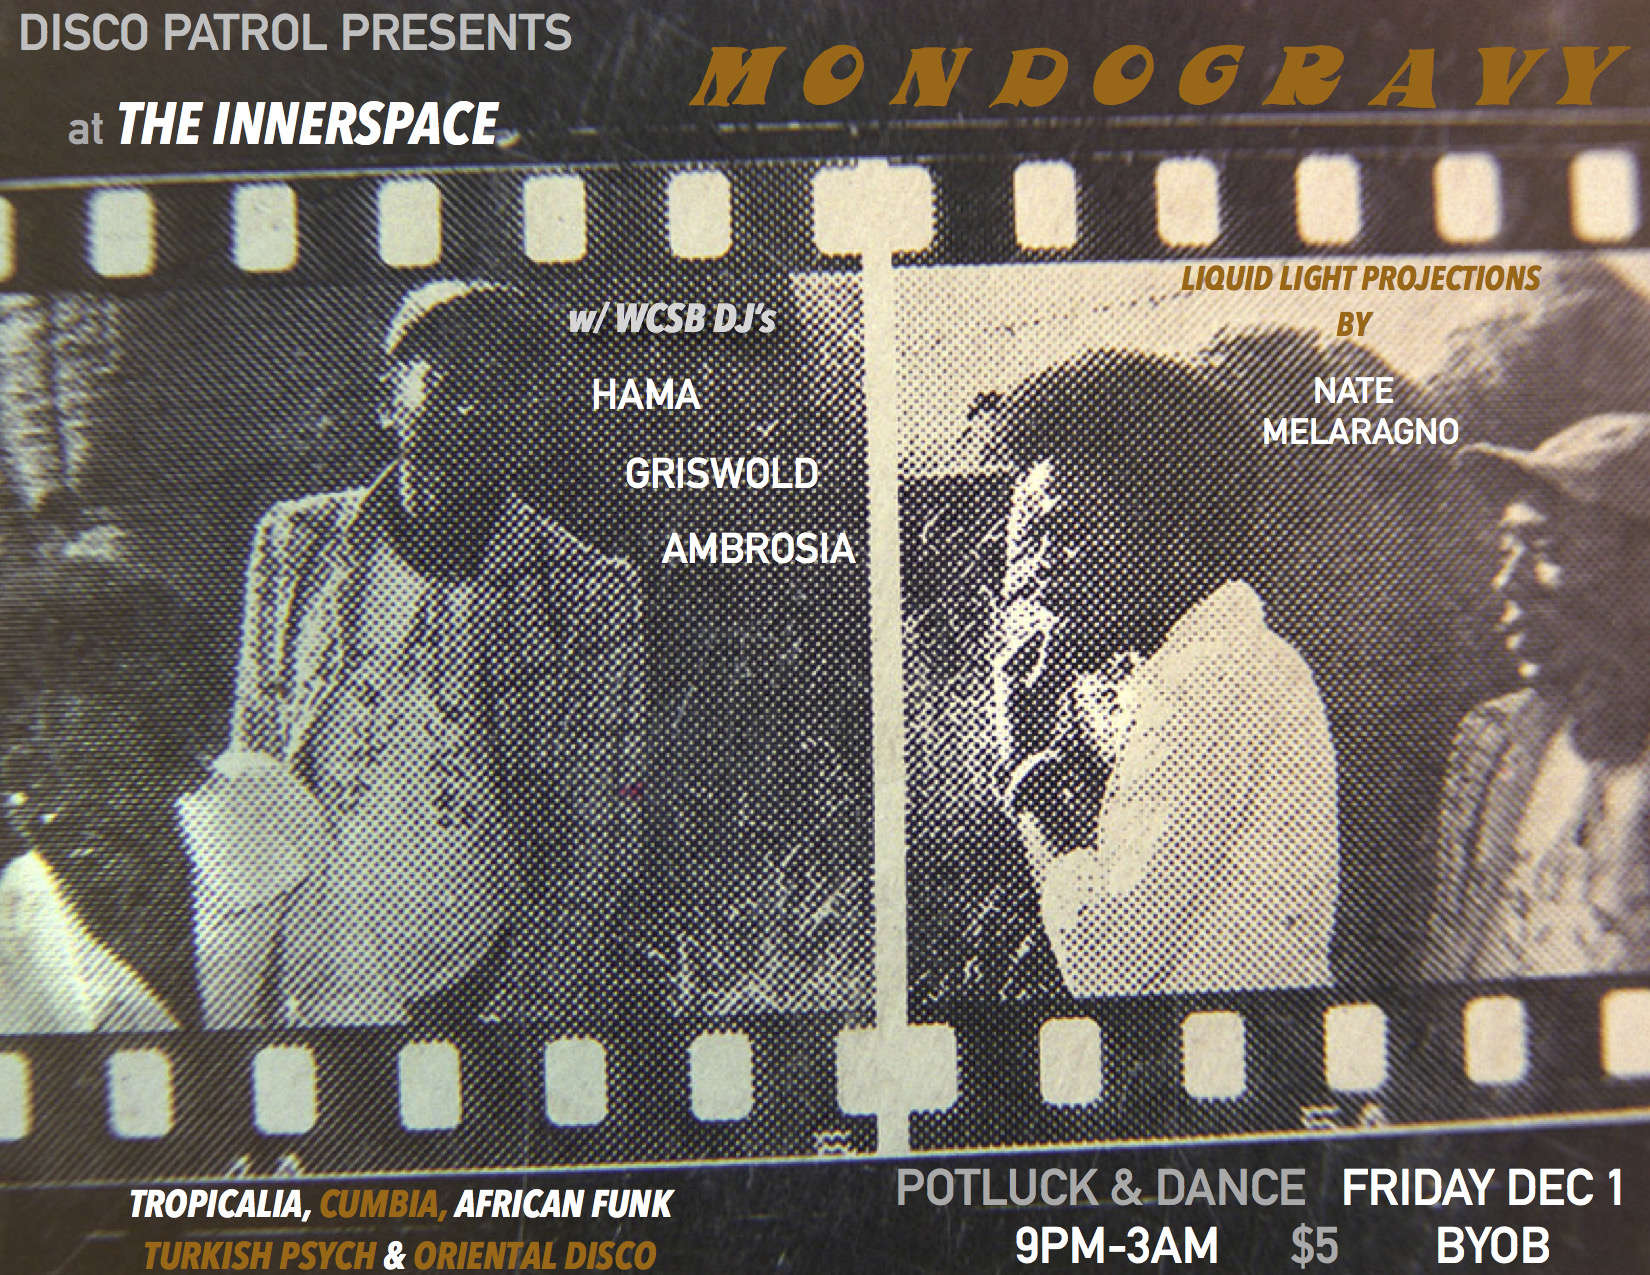 DISCO PATROL PRESENTS
MONDOGRAVY
at THE INNERSPACE
w/ WCSB DJ's
HAMA
GRISWOLD
AMBROSIA
LIQUID LIGHT PROJECTIONS
BY
NATE
MELARAGNO
TROPICALIA, CUMBIA, AFRICAN FUNK
TURKISH PSYCH & ORIENTAL DISCO
POTLUCK & DANCE FRIDAY DEC 1
9PM-3AM $5 BYOB